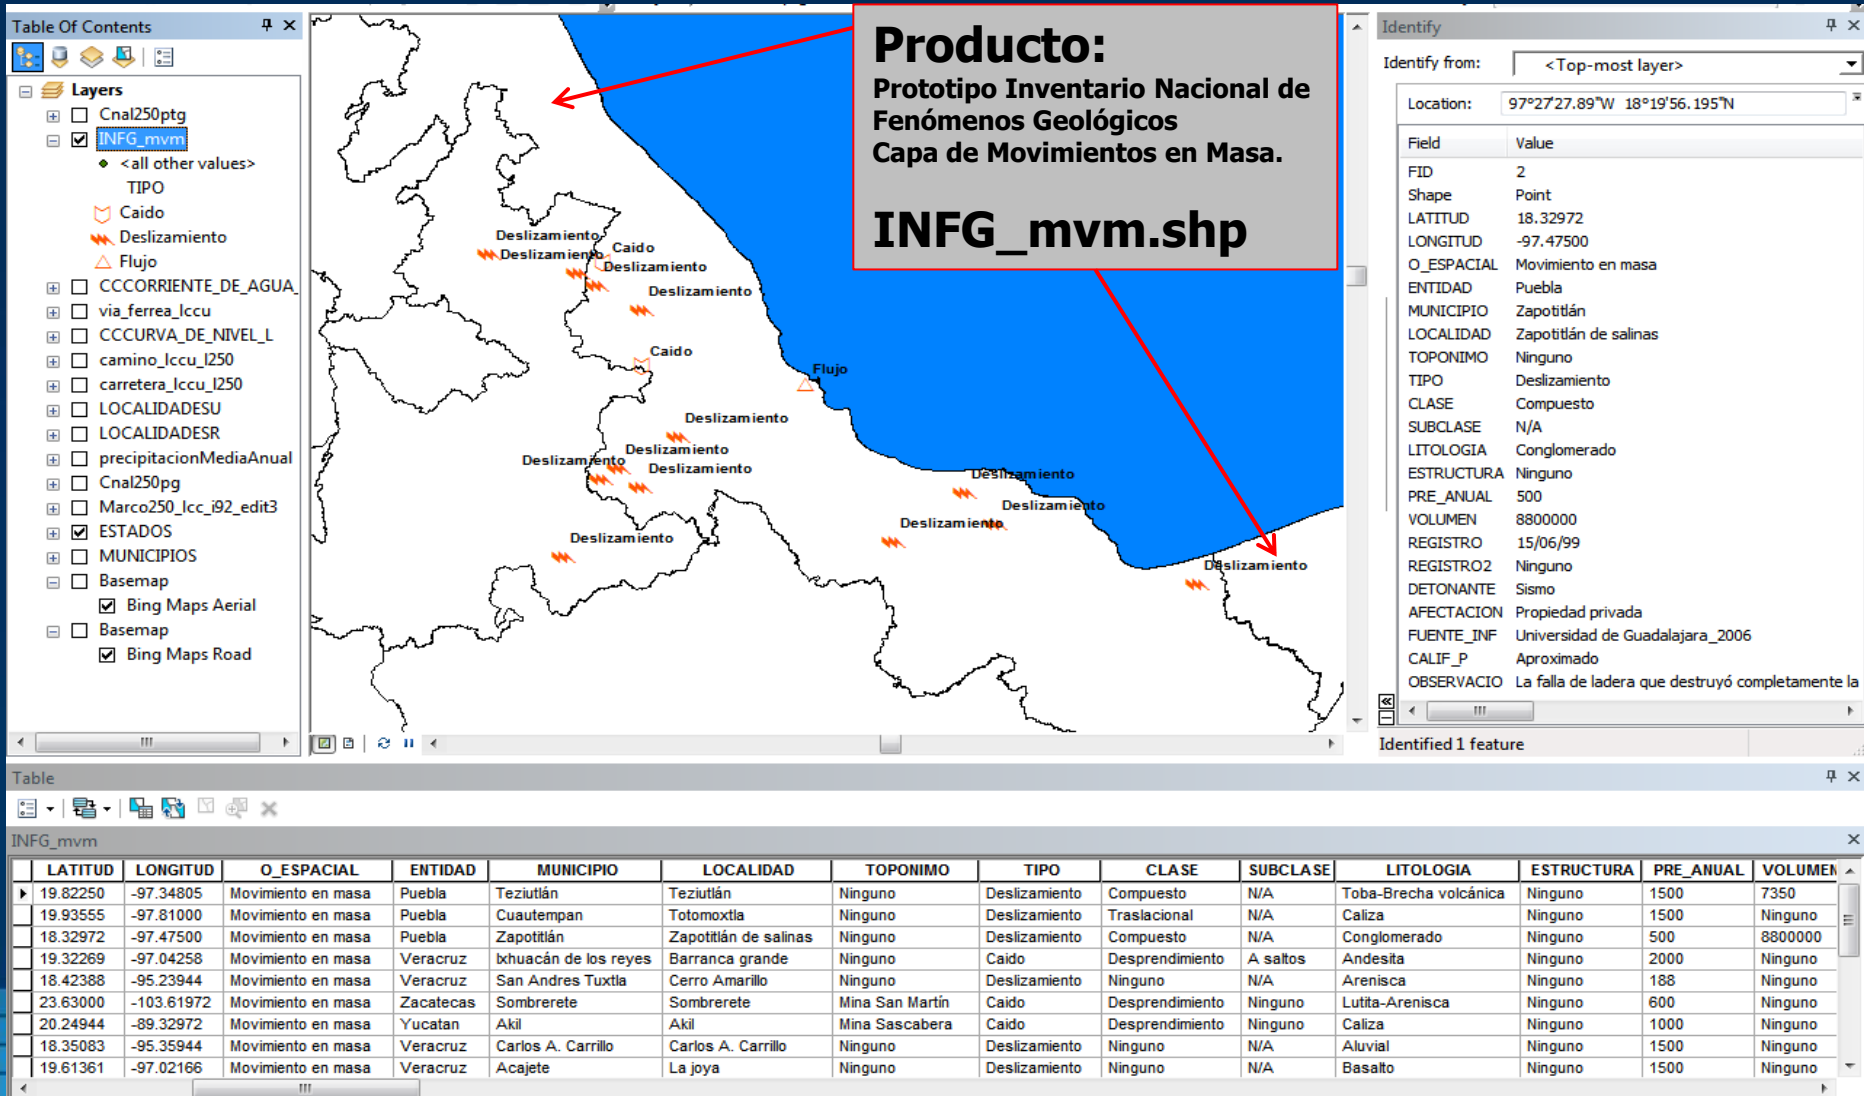 Table Of Contents
Layers
Cnal250ptg
INFG_mvm
<all other values>
TIPO
Caido
Deslizamiento
Flujo
CCCORRIENTE_DE_AGUA_
via_ferrea_lccu
CCCURVA_DE_NIVEL_L
camino_lccu_l250
carretera_lccu_l250
LOCALIDADESU
LOCALIDADESR
precipitacionMediaAnual
Cnal250pg
Marco250_lcc_i92_edit3
ESTADOS
MUNICIPIOS
Basemap
Bing Maps Aerial
Basemap
Bing Maps Road
Producto:
Prototipo Inventario Nacional de
Fenómenos Geológicos
Capa de Movimientos en Masa.
INFG_mvm.shp
Deslizamiento
Caido
Deslizamiento
Deslizamiento
Deslizamiento
Caido
Flujo
Deslizamiento
Deslizamiento
Deslizamiento
Deslizamiento
Deslizamiento
Deslizamiento
Deslizamiento
Deslizamiento
Deslizamiento
Identify
Identify from: <Top-most layer>
Location: 97°27'27.89"W 18°19'56.195"N
Field Value
FID 2
Shape Point
LATITUD 18.32972
LONGITUD -97.47500
O_ESPACIAL Movimiento en masa
ENTIDAD Puebla
MUNICIPIO Zapotitlán
LOCALIDAD Zapotitlán de salinas
TOPONIMO Ninguno
TIPO Deslizamiento
CLASE Compuesto
SUBCLASE N/A
LITOLOGIA Conglomerado
ESTRUCTURA Ninguno
PRE_ANUAL 500
VOLUMEN 8800000
REGISTRO 15/06/99
REGISTRO2 Ninguno
DETONANTE Sismo
AFECTACION Propiedad privada
FUENTE_INF Universidad de Guadalajara_2006
CALIF_P Aproximado
OBSERVACIO La falla de ladera que destruyó completamente la
Identified 1 feature
Table
INFG_mvm
LATITUD LONGITUD O_ESPACIAL ENTIDAD MUNICIPIO LOCALIDAD TOPONIMO TIPO CLASE SUBCLASE LITOLOGIA ESTRUCTURA PRE_ANUAL VOLUMEN
19.82250 -97.34805 Movimiento en masa Puebla Teziutlán Teziutlán Ninguno Deslizamiento Compuesto N/A Toba-Brecha volcánica Ninguno 1500 7350
19.93555 -97.81000 Movimiento en masa Puebla Cuautempan Totomoxtla Ninguno Deslizamiento Traslacional N/A Caliza Ninguno 1500 Ninguno
18.32972 -97.47500 Movimiento en masa Puebla Zapotitlán Zapotitlán de salinas Ninguno Deslizamiento Compuesto N/A Conglomerado Ninguno 500 8800000
19.32269 -97.04258 Movimiento en masa Veracruz Ixhuacán de los reyes Barranca grande Ninguno Caido Desprendimiento A saltos Andesita Ninguno 2000 Ninguno
18.42388 -95.23944 Movimiento en masa Veracruz San Andres Tuxtla Cerro Amarillo Ninguno Deslizamiento Ninguno N/A Arenisca Ninguno 188 Ninguno
23.63000 -103.61972 Movimiento en masa Zacatecas Sombrerete Sombrerete Mina San Martín Caido Desprendimiento Ninguno Lutita-Arenisca Ninguno 600 Ninguno
20.24944 -89.32972 Movimiento en masa Yucatan Akil Akil Mina Sascabera Caido Desprendimiento Ninguno Caliza Ninguno 1000 Ninguno
18.35083 -95.35944 Movimiento en masa Veracruz Carlos A. Carrillo Carlos A. Carrillo Ninguno Deslizamiento Ninguno N/A Aluvial Ninguno 1500 Ninguno
19.61361 -97.02166 Movimiento en masa Veracruz Acajete La joya Ninguno Deslizamiento Ninguno N/A Basalto Ninguno 1500 Ninguno